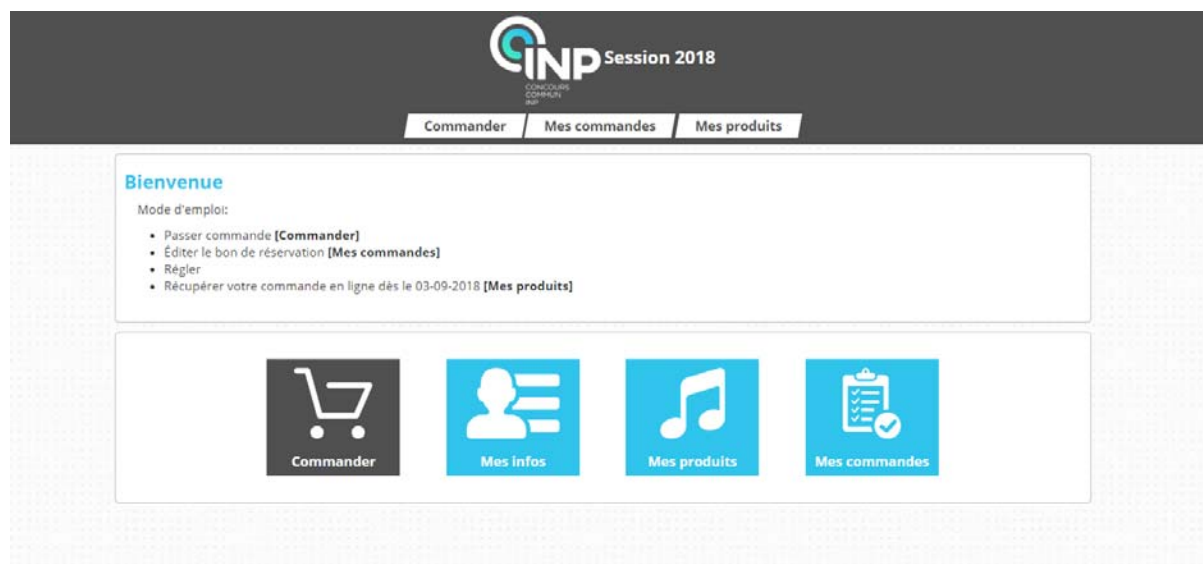 INP Session 2018
CONCOURS
COMMUN
INP
Commander Mes commandes Mes produits
Bienvenue
Mode d'emploi:
• Passer commande [Commander]
• Éditer le bon de réservation [Mes commandes]
• Régler
• Récupérer votre commande en ligne dès le 03-09-2018 [Mes produits]
Commander Mes infos Mes produits Mes commandes